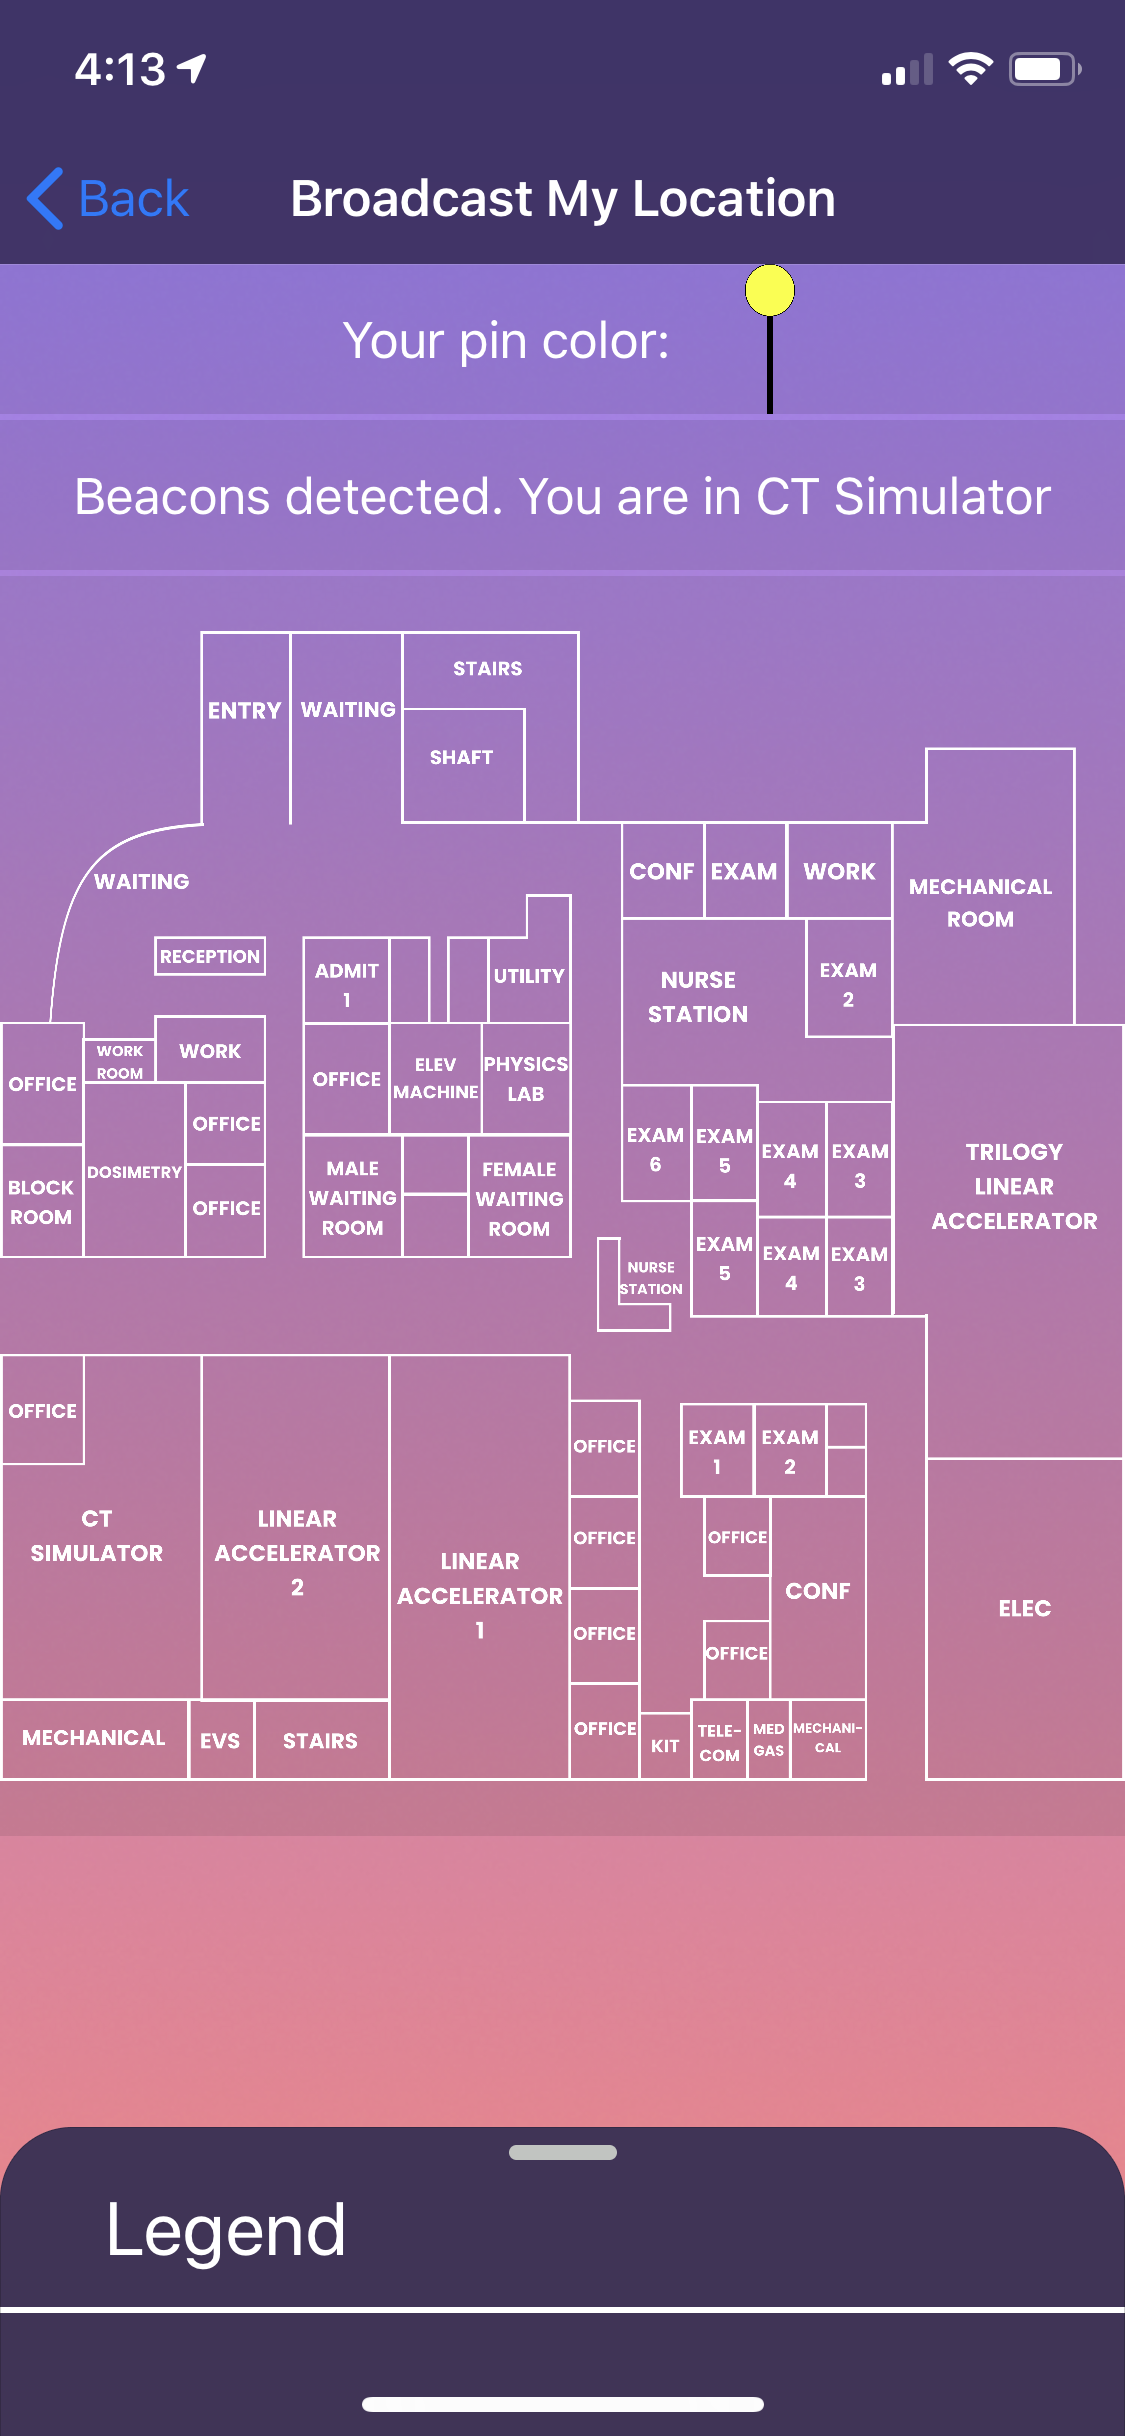 4:13
Back
Broadcast My Location
Your pin color:
Beacons detected. You are in CT Simulator
STAIRS
ENTRY
WAITING
SHAFT
WAITING
CONF
EXAM
WORK
MECHANICAL
ROOM
RECEPTION
ADMIT
1
UTILITY
NURSE
STATION
EXAM
2
OFFICE
WORK
ROOM
WORK
OFFICE
ELEV
MACHINE
PHYSICS
LAB
OFFICE
DOSIMETRY
BLOCK
ROOM
OFFICE
MALE
WAITING
ROOM
FEMALE
WAITING
ROOM
EXAM
6
EXAM
5
EXAM
4
EXAM
3
TRILOGY
LINEAR
ACCELERATOR
NURSE
STATION
EXAM
5
EXAM
4
EXAM
3
OFFICE
CT
SIMULATOR
LINEAR
ACCELERATOR
2
LINEAR
ACCELERATOR
1
OFFICE
OFFICE
OFFICE
OFFICE
EXAM
1
EXAM
2
OFFICE
CONF
OFFICE
ELEC
MECHANICAL
EVS
STAIRS
KIT
TELE-
COM
MED
GAS
MECHANI-
CAL
Legend